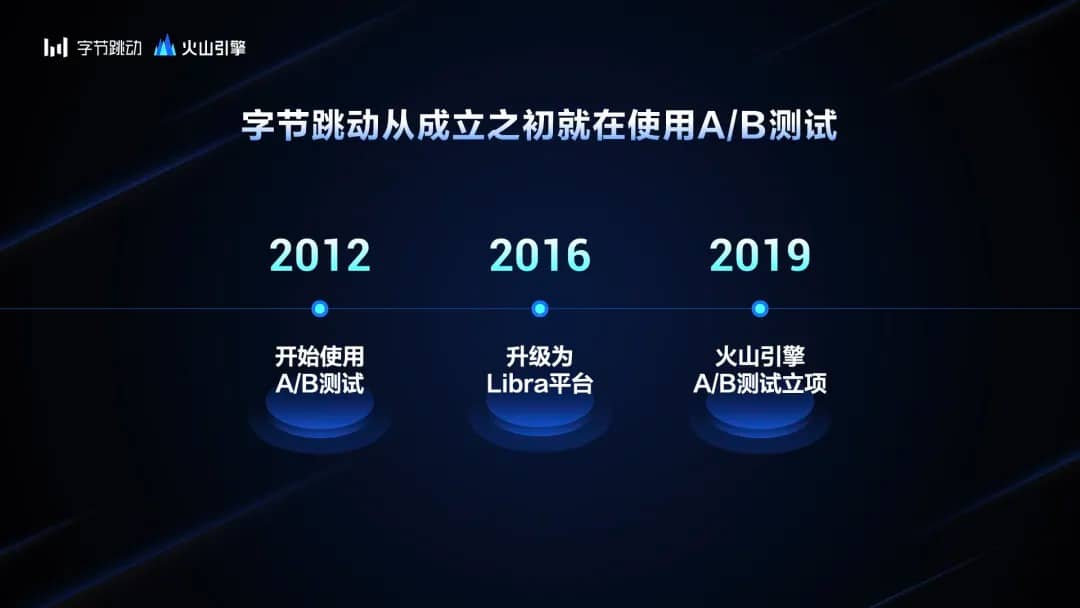 字节跳动 火山引擎
字节跳动从成立之初就在使用A/B测试
2012
2016
2019
开始使用
A/B测试
升级为
Libra平台
火山引擎
A/B测试立项